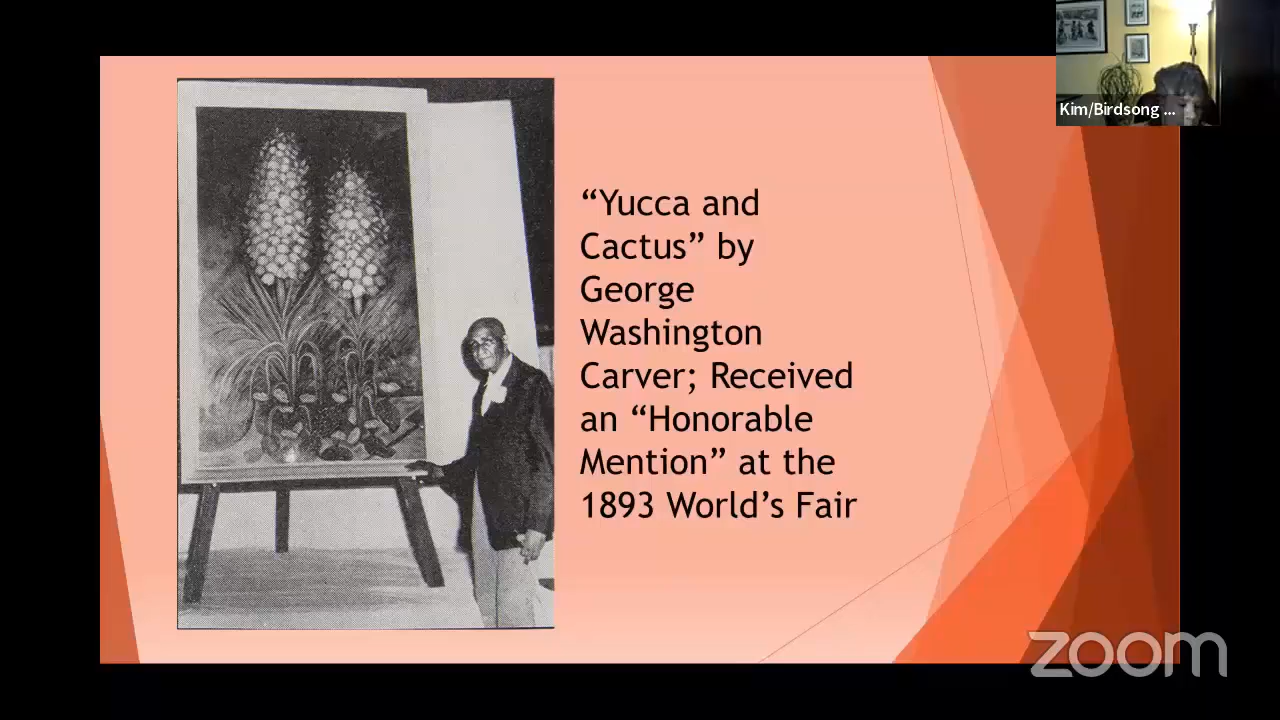 Kim/Birdsong ...
“Yucca and
Cactus” by
George
Washington
Carver; Received
an “Honorable
Mention” at the
1893 World’s Fair
zoom